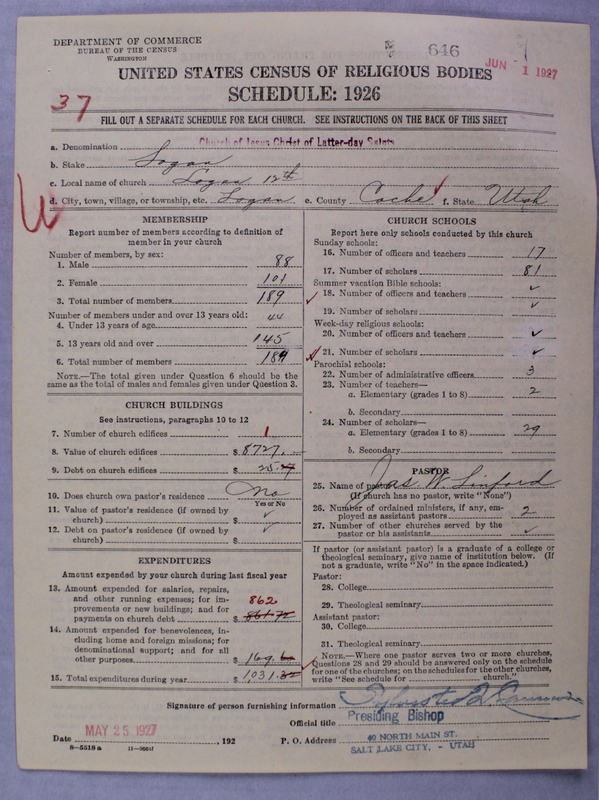 DEPARTMENT OF COMMERCE
BUREAU OF THE CENSUS
WASHINGTON
646
JUN 1 1927
UNITED STATES CENSUS OF RELIGIOUS BODIES
SCHEDULE: 1926
37
FILL OUT A SEPARATE SCHEDULE FOR EACH CHURCH. SEE INSTRUCTIONS ON THE BACK OF THIS SHEET
a. Denomination Church of Jesus Christ of Latter-day Saints
b. Stake Logan
c. Local name of church Logan 12th
d. City, town, village, or township, etc. Logan e. County Cache f. State Utah
MEMBERSHIP
Report number of members according to definition of
member in your church
Number of members, by sex:
1. Male 88
2. Female 101
3. Total number of members 189
Number of members under and over 13 years old:
4. Under 13 years of age 44
5. 13 years old and over 145
6. Total number of members 189
NOTE.—The total given under Question 6 should be
same as the total of males and females given under Question 3.
CHURCH BUILDINGS
See instructions, paragraphs 10 to 12
7. Number of church edifices 1
8. Value of church edifices $ 8727.
9. Debt on church edifices $
10. Does church own pastor's residence No
Yes or No
11. Value of pastor's residence (if owned by
church) $ ✓
12. Debt on pastor's residence (if owned by
church) $ ✓
EXPENDITURES
Amount expended by your church during last fiscal year
13. Amount expended for salaries, repairs,
and other running expenses; for im-
provements or new buildings; and for
payments on church debt $ 862 861.72
14. Amount expended for benevolences, in-
cluding home and foreign missions; for
denominational support; and for all
other purposes $ 169.
15. Total expenditures during year $ 1031.
CHURCH SCHOOLS
Report here only schools conducted by this church
Sunday schools:
16. Number of officers and teachers 17
17. Number of scholars 81
Summer vacation Bible schools:
18. Number of officers and teachers ✓
19. Number of scholars ✓
Week-day religious schools:
20. Number of officers and teachers ✓
21. Number of scholars ✓
Parochial schools:
22. Number of administrative officers 3
23. Number of teachers—
a. Elementary (grades 1 to 8) 2
b. Secondary
24. Number of scholars—
a. Elementary (grades 1 to 8) 29
b. Secondary
PASTOR
25. Name of pastor Jas. W. Linford
(If church has no pastor, write "None")
26. Number of ordained ministers, if any, em-
ployed as assistant pastors 2
27. Number of other churches served by the
pastor or his assistants ✓
If pastor (or assistant pastor) is a graduate of a college or
theological seminary, give name of institution below. (If
not a graduate, write "No" in the space indicated.)
Pastor:
28. College
29. Theological seminary
Assistant pastor:
30. College
31. Theological seminary
NOTE.—Where one pastor serves two or more churches,
Questions 28 and 29 should be answered only on the schedule
for one of the churches; on the schedules for the other churches,
write "See schedule for church."
Signature of person furnishing information Sylvester Q. Cannon
Official title Presiding Bishop
Date MAY 25 1927, 192 P. O. Address 40 NORTH MAIN ST.
SALT LAKE CITY, - UTAH
8—5518a 11—9661